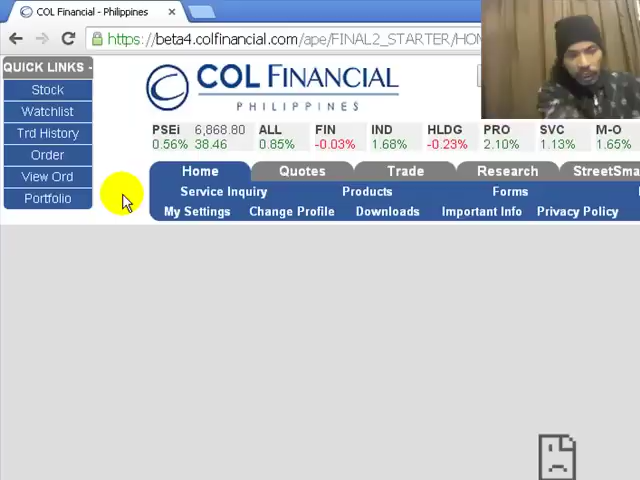 COL Financial - Philippines
https://beta4.colfinancial.com/ape/FINAL2_STARTER/HOM
QUICK LINKS -
Stock
Watchlist
Trd History
Order
View Ord
Portfolio
COL FINANCIAL
PHILIPPINES
PSEi 6,868.80 ALL FIN IND HLDG PRO SVC M-O
0.56% 38.46 0.85% -0.03% 1.68% -0.23% 2.10% 1.13% 1.65%
Home Quotes Trade Research StreetSma
Service Inquiry Products Forms
My Settings Change Profile Downloads Important Info Privacy Policy